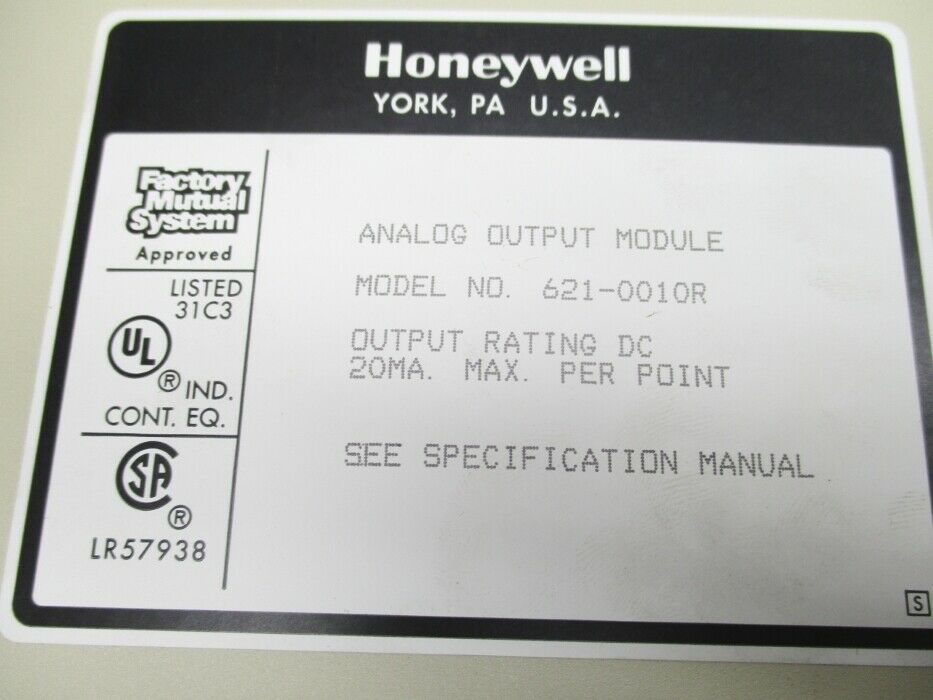 Honeywell
YORK, PA U.S.A.
Factory
Mutual
System
Approved
LISTED
31C3
UL
® IND.
CONT. EQ.
SA
®
LR57938
ANALOG OUTPUT MODULE
MODEL NO. 621-0010R
OUTPUT RATING DC
20MA. MAX. PER POINT
SEE SPECIFICATION MANUAL
S